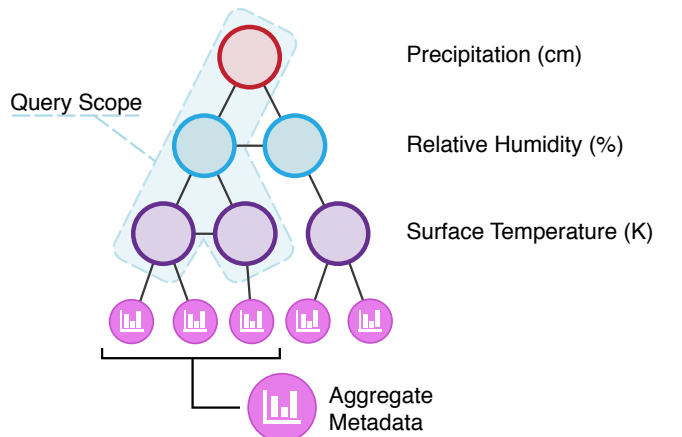 Precipitation (cm)
Query Scope
Relative Humidity (%)
Surface Temperature (K)
Aggregate
Metadata